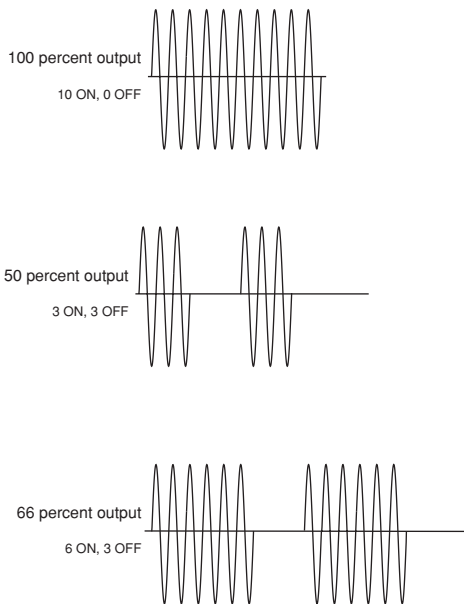 100 percent output
10 ON, 0 OFF
50 percent output
3 ON, 3 OFF
66 percent output
6 ON, 3 OFF